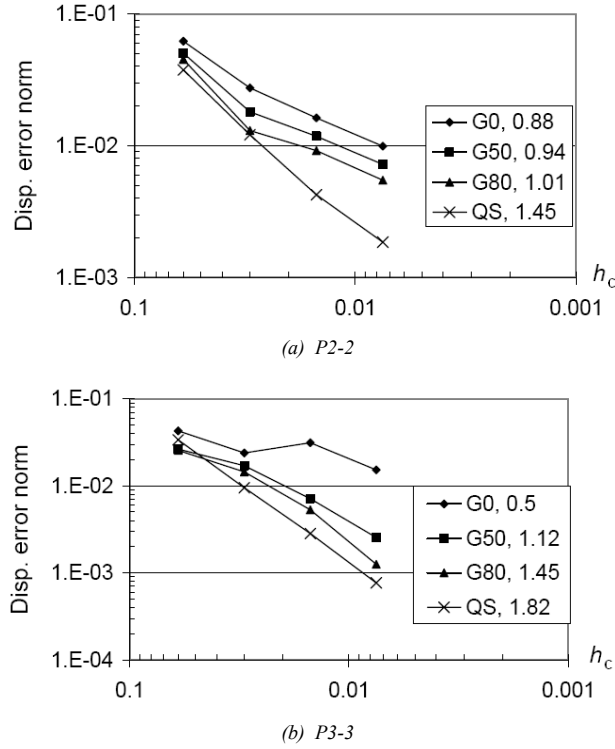 1.E-01
1.E-02
1.E-03
Disp. error norm
G0, 0.88
G50, 0.94
G80, 1.01
QS, 1.45
0.1
0.01
0.001
hc
(a) P2-2
1.E-01
1.E-02
1.E-03
1.E-04
Disp. error norm
G0, 0.5
G50, 1.12
G80, 1.45
QS, 1.82
0.1
0.01
0.001
hc
(b) P3-3